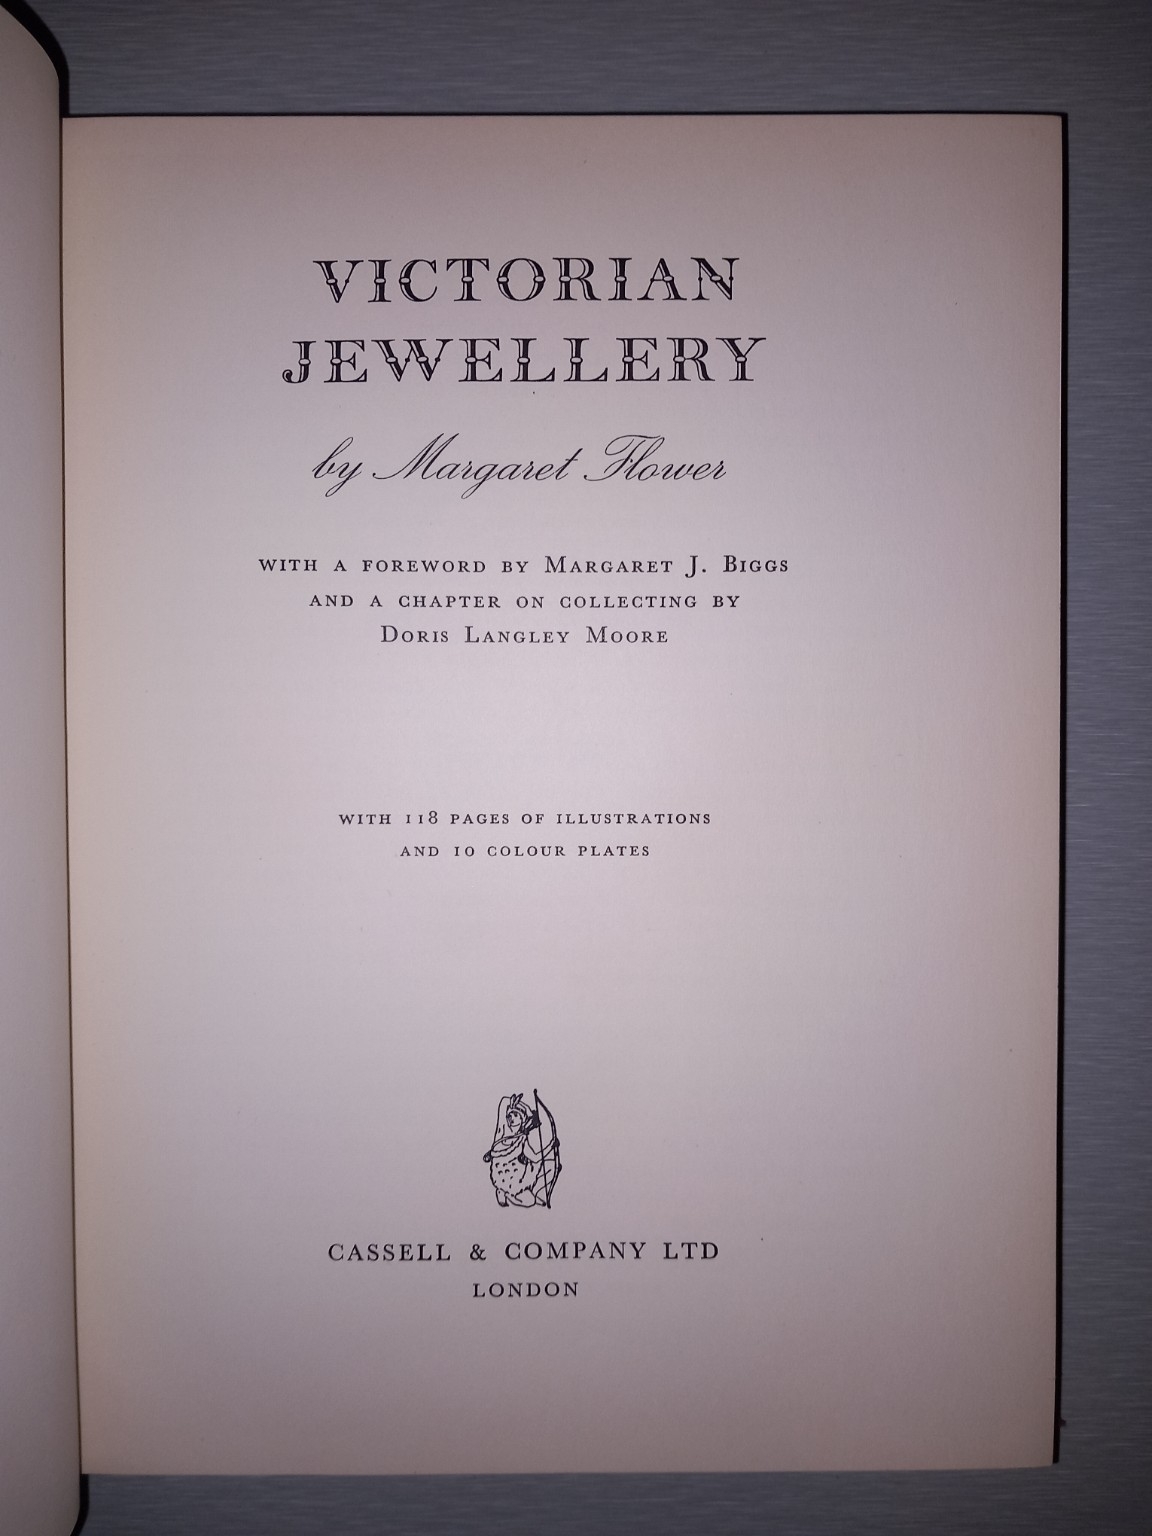 VICTORIAN
JEWELLERY
by Margaret Flower
WITH A FOREWORD BY MARGARET J. BIGGS
AND A CHAPTER ON COLLECTING BY
DORIS LANGLEY MOORE
WITH 118 PAGES OF ILLUSTRATIONS
AND 10 COLOUR PLATES
CASSELL & COMPANY LTD
LONDON